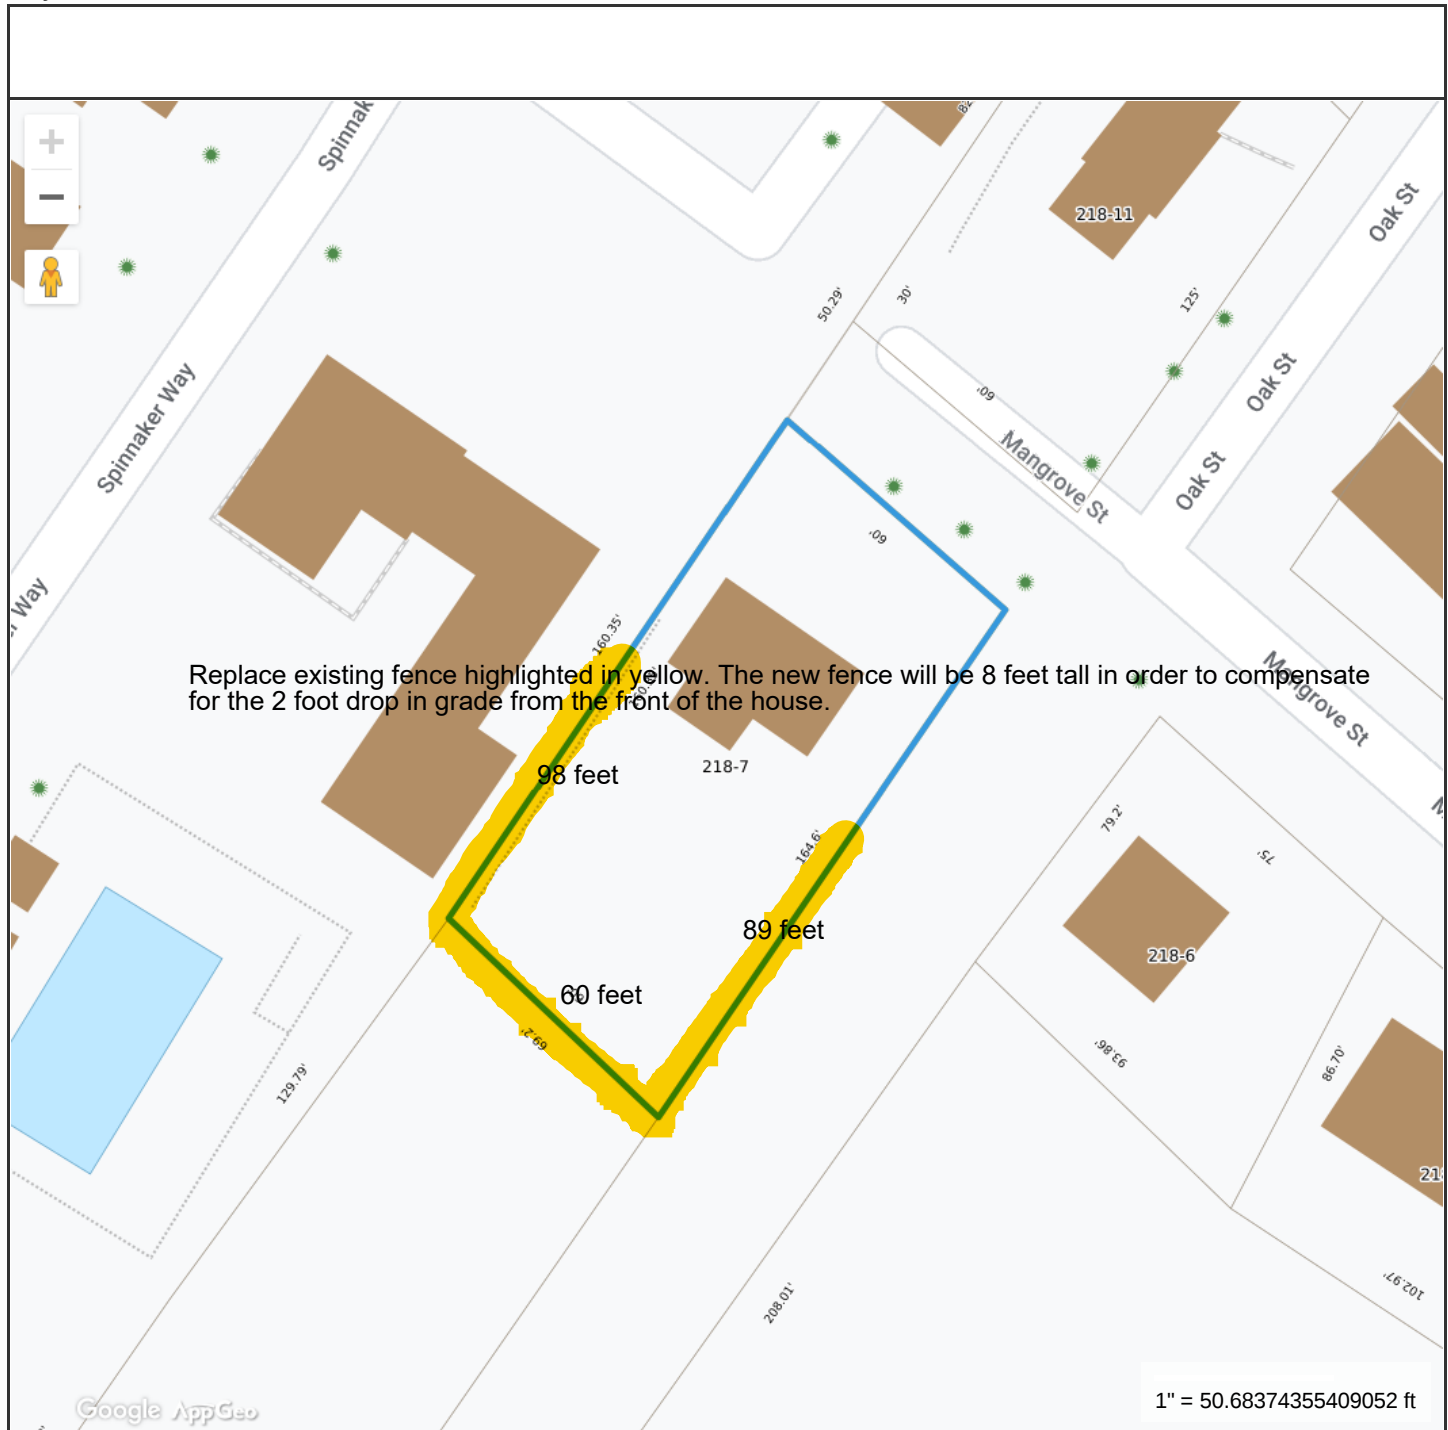 Spinnak
82
218-11
Oak St
50.29'
30'
125'
60'
Oak St
Spinnaker Way
Mangrove St
Oak St
60'
Way
160.35'
Replace existing fence highlighted in yellow. The new fence will be 8 feet tall in order to compensate
for the 2 foot drop in grade from the front of the house.
Mangrove St
98 feet
218-7
79.2'
164.6'
75'
89 feet
218-6
60 feet
69.2'
93.86'
86.70'
129.79'
21
102.97'
208.01'
Google AppGeo
1" = 50.68374355409052 ft